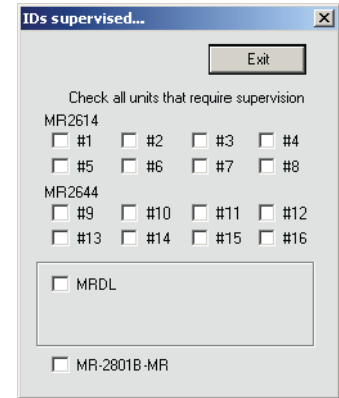 IDs supervised...
Exit
Check all units that require supervision
MR2614
#1 #2 #3 #4
#5 #6 #7 #8
MR2644
#9 #10 #11 #12
#13 #14 #15 #16
MRDL
MR-2801B-MR